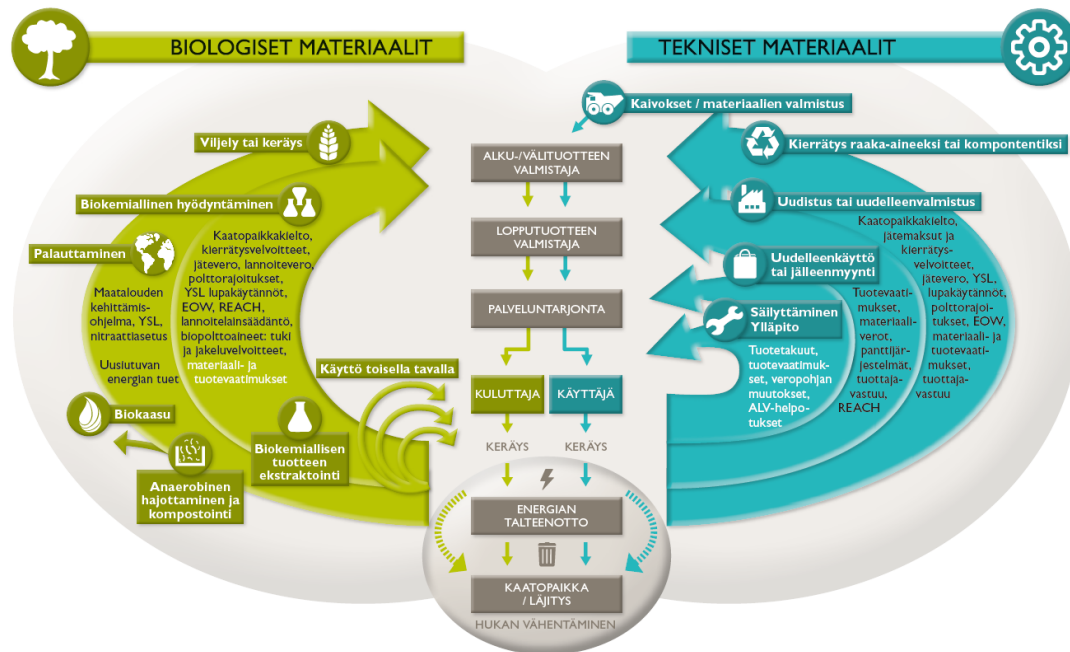 BIOLOGISET MATERIAALIT
TEKNISET MATERIAALIT
Kaivokset / materiaalien valmistus
Viljely tai keräys
Kierrätys raaka-aineeksi tai kompontentiksi
ALKU-/VÄLITUOTTEEN
VALMISTAJA
Biokemiallinen hyödyntäminen
Uudistus tai uudelleenvalmistus
LOPPUTUOTTEEN
VALMISTAJA
Palauttaminen
Uudelleenkäyttö
tai jälleenmyynti
PALVELUNTARJONTA
Säilyttäminen
Ylläpito
Kaatopaikkakielto,
kierrätysvelvoitteet,
jätevero, lannoitevero,
polttorajoitukset,
YSL lupakäytännöt,
EOW, REACH,
lannoitelainsäädäntö,
biopolttoaineet: tuki
ja jakeluvelvoitteet,
materiaali- ja
tuotevaatimukset
Maatalouden
kehittämis-
ohjelma, YSL,
nitraattiasetus
Uusiutuvan
energian tuet
Käyttö toisella tavalla
KULUTTAJA
KÄYTTÄJÄ
Tuotetakuut,
tuotevaatimuk-
set, veropohjan
muutokset,
ALV-helpo-
tukset
Tuotevaati-
mukset,
materiaali-
verot,
panttijär-
jestelmät,
tuottaja-
vastuu,
REACH
Kaatopaikkakielto,
jätemaksut ja
kierrätys-
velvoitteet,
jätevero, YSL,
lupakäytännöt,
polttorajoi-
tukset, EOW,
materiaali- ja
tuotevaati-
mukset,
tuottaja-
vastuu
Biokaasu
Biokemiallisen
tuotteen
ekstraktointi
Anaerobinen
hajottaminen ja
kompostointi
KERÄYS
KERÄYS
ENERGIAN
TALTEENOTTO
KAATOPAIKKA
/ LÄJITYS
HUKAN VÄHENTÄMINEN